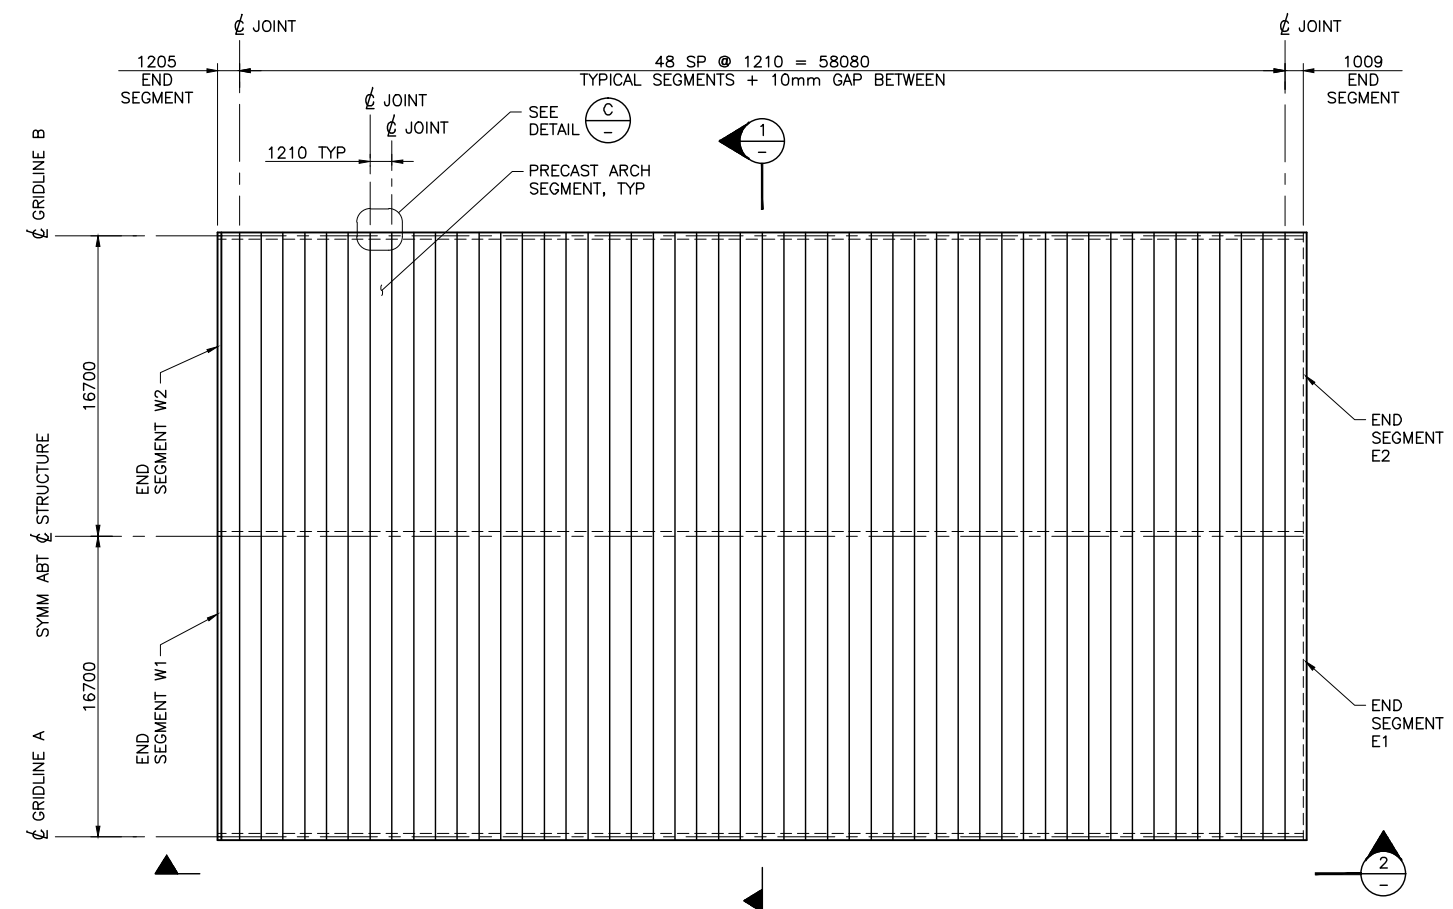 ℄ JOINT
℄ JOINT
1205
END
SEGMENT
48 SP @ 1210 = 58080
TYPICAL SEGMENTS + 10mm GAP BETWEEN
1009
END
SEGMENT
℄ JOINT
℄ JOINT
1210 TYP
SEE
DETAIL
C
–
1
–
PRECAST ARCH
SEGMENT, TYP
℄ GRIDLINE B
16700
END
SEGMENT W2
SYMM ABT ℄ STRUCTURE
16700
END
SEGMENT W1
℄ GRIDLINE A
END
SEGMENT
E2
END
SEGMENT
E1
2
–